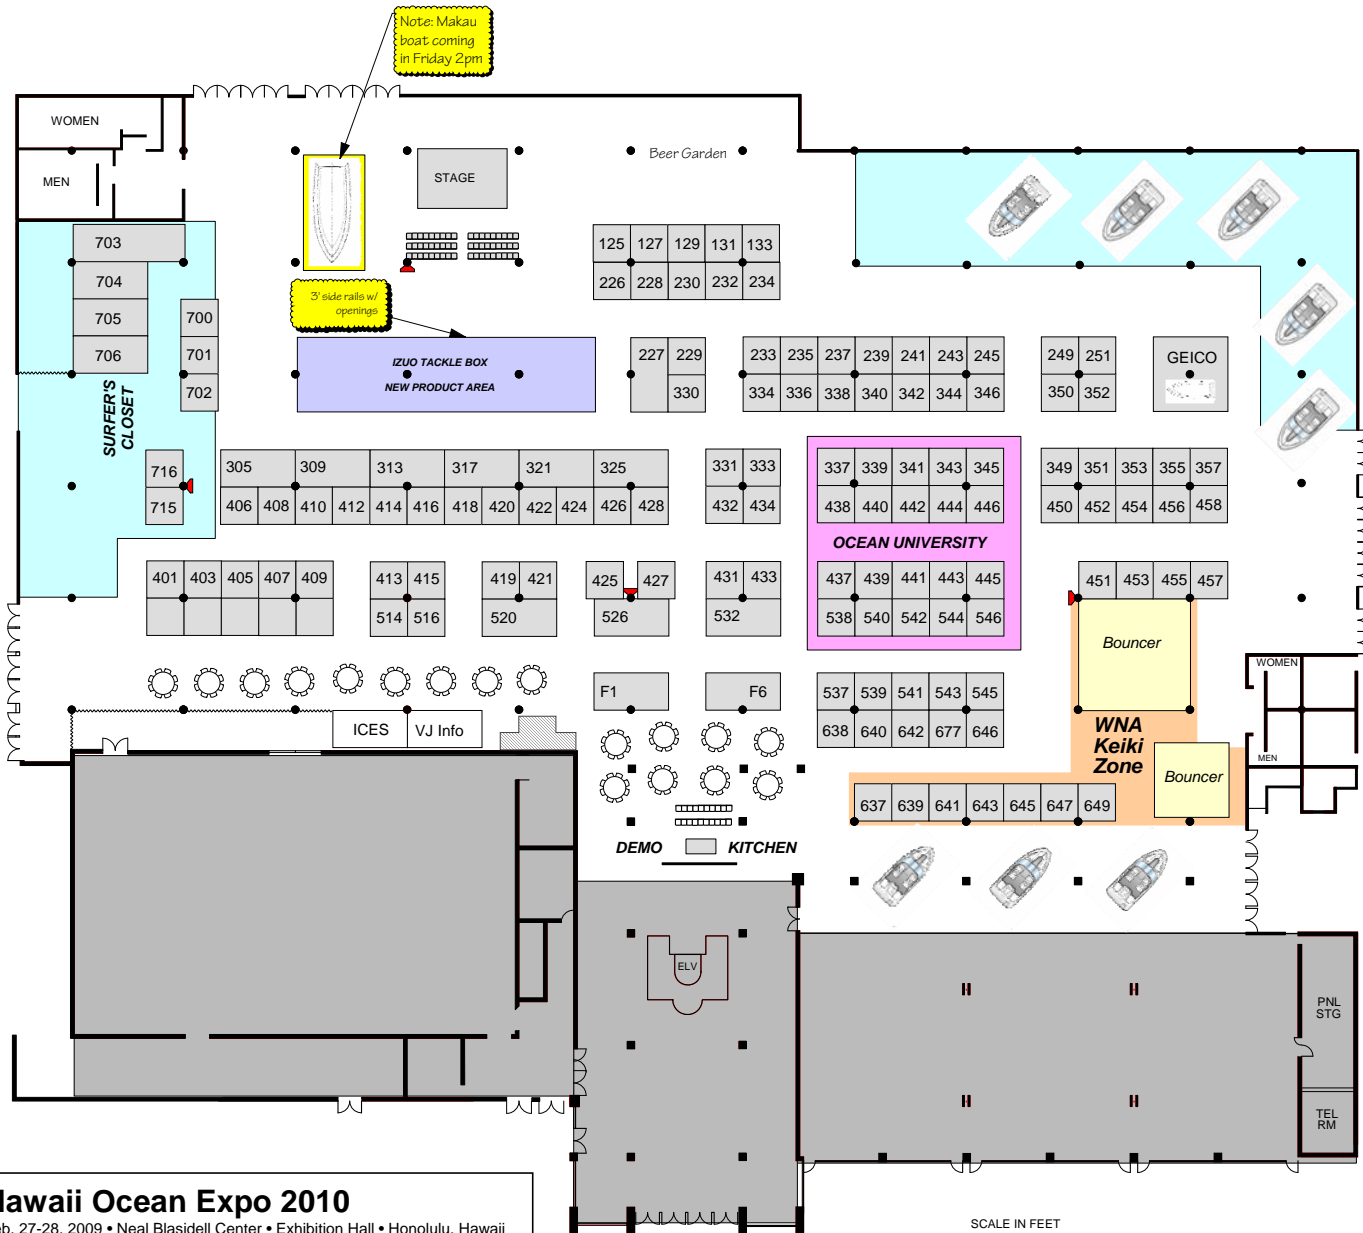 Note: Makau
boat coming
in Friday 2pm
WOMEN
MEN
STAGE
Beer Garden
703
704
705
706
700
701
702
SURFER'S
CLOSET
716
715
3' side rails w/
openings
IZUO TACKLE BOX
NEW PRODUCT AREA
125 127 129 131 133
226 228 230 232 234
227 229
330
233 235 237 239 241 243 245
334 336 338 340 342 344 346
249 251
350 352
GEICO
305 309 313 317 321 325
406 408 410 412 414 416 418 420 422 424 426 428
331 333
432 434
337 339 341 343 345
438 440 442 444 446
OCEAN UNIVERSITY
437 439 441 443 445
538 540 542 544 546
349 351 353 355 357
450 452 454 456 458
401 403 405 407 409
413 415
514 516
419 421
520
425 427
526
431 433
532
451 453 455 457
Bouncer
WNA
Keiki
Zone
Bouncer
WOMEN
MEN
F1 F6
537 539 541 543 545
638 640 642 677 646
ICES VJ Info
637 639 641 643 645 647 649
DEMO KITCHEN
ELV
PNL
STG
TEL
RM
Hawaii Ocean Expo 2010
eb. 27-28, 2009 • Neal Blasidell Center • Exhibition Hall • Honolulu, Hawaii
SCALE IN FEET